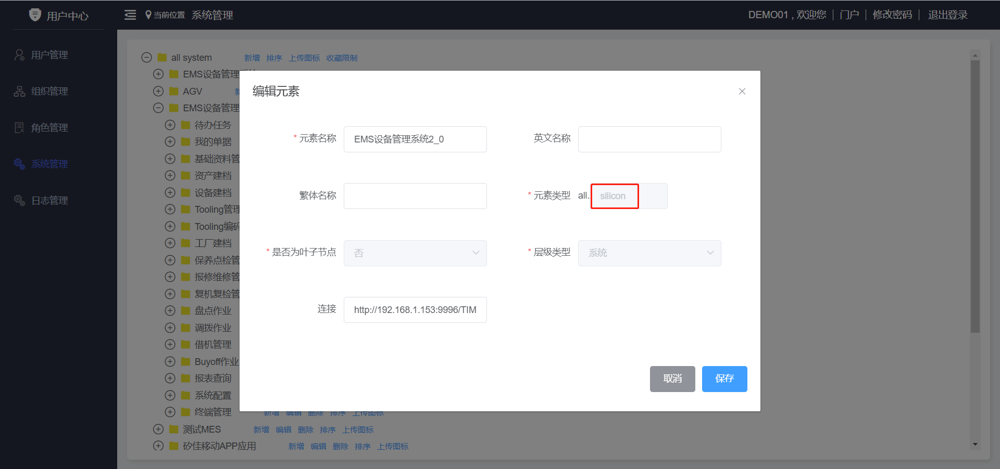 用户中心
当前位置 系统管理
DEMO01 , 欢迎您 门户 修改密码 退出登录
用户管理
组织管理
角色管理
系统管理
日志管理
all system 新增 排序 上传图标 收藏限制
EMS设备管理
AGV
EMS设备管理
待办任务
我的单据
基础资料管
资产建档
设备建档
Tooling管理
Tooling编码
工厂建档
保养点检管
报修维修管
复机复检管
盘点作业
调拨作业
借机管理
Buyoff作业
报表查询
系统配置
终端管理 新增 编辑 删除 排序 上传图标
测试MES 新增 编辑 删除 排序 上传图标
矽佳移动APP应用 新增 编辑 删除 排序 上传图标
编辑元素
* 元素名称 EMS设备管理系统2_0
英文名称
繁体名称
* 元素类型 all. silicon
* 是否为叶子节点 否
* 层级类型 系统
连接 http://192.168.1.153:9996/TIM
取消 保存